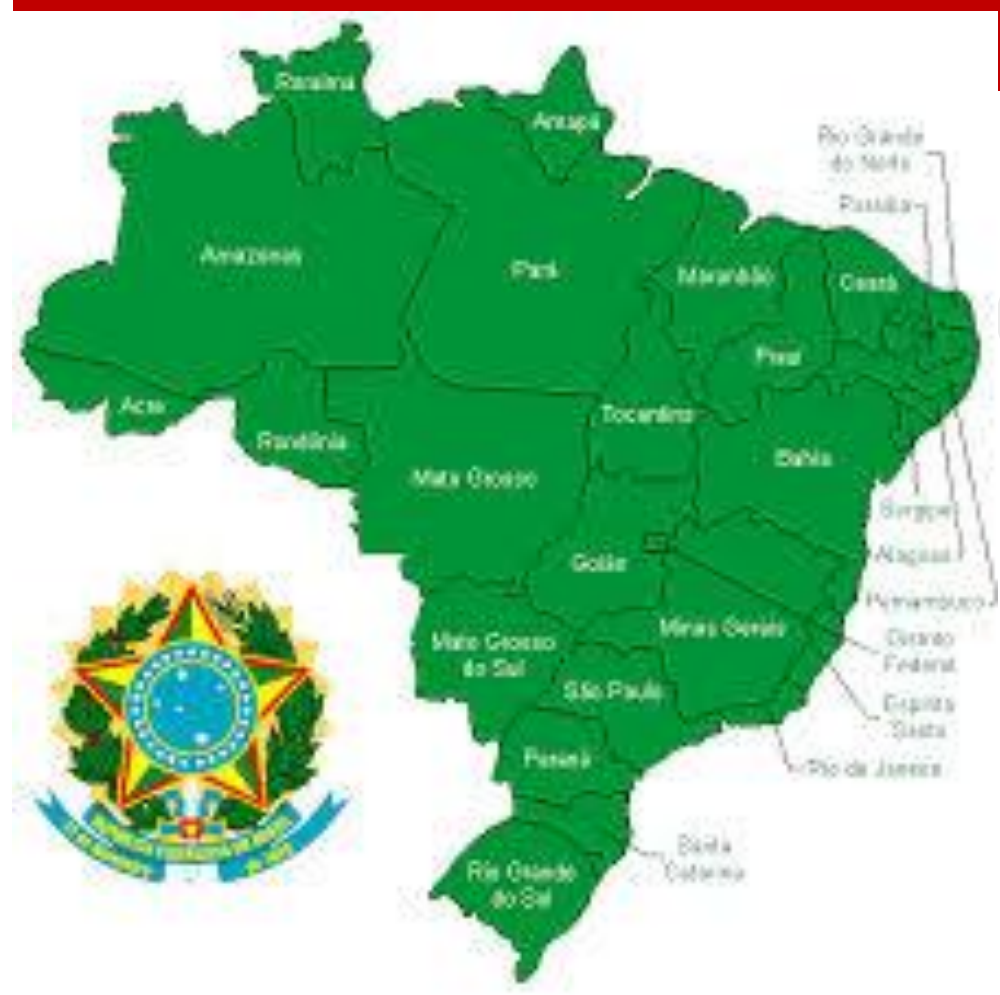 Roraima
Amapá
Rio Grande
do Norte
Paraíba
Amazonas
Pará
Maranhão
Ceará
Piauí
Acre
Tocantins
Rondônia
Bahia
Mato Grosso
Sergipe
Alagoas
Goiás
Pernambuco
Minas Gerais
Distrito
Federal
Mato Grosso
do Sul
São Paulo
Espírito
Santo
Paraná
Rio de Janeiro
Santa
Catarina
Rio Grande
do Sul